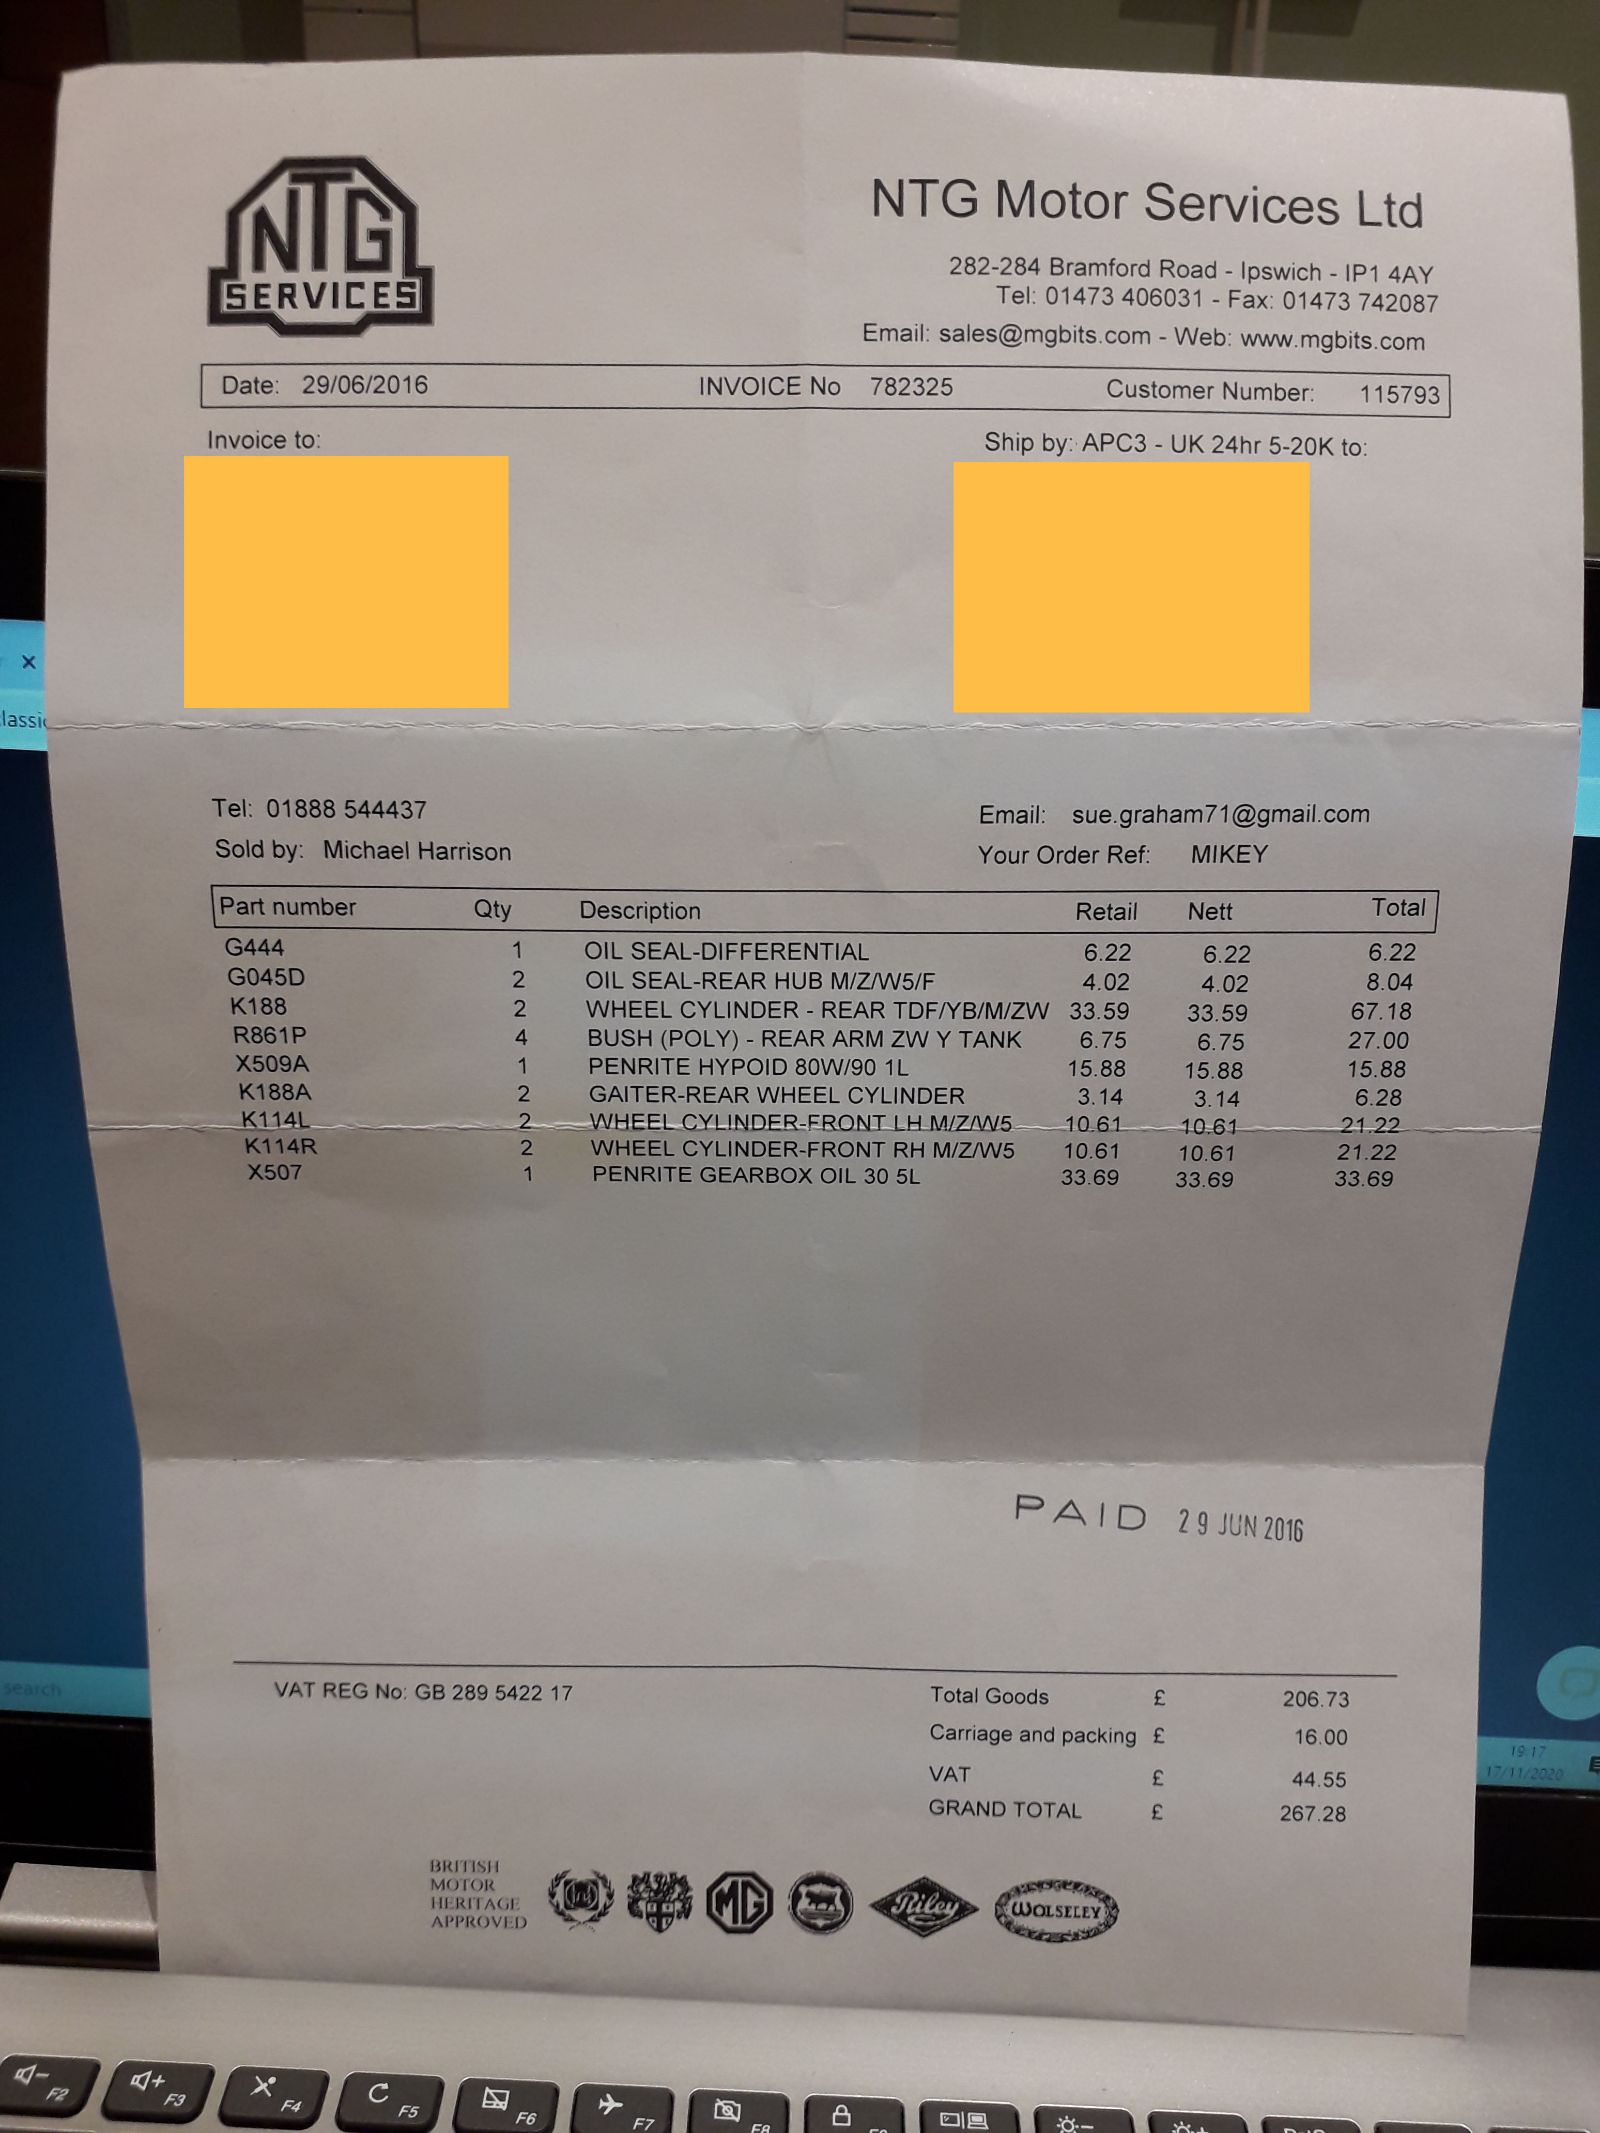 NTG
SERVICES
NTG Motor Services Ltd
282-284 Bramford Road - Ipswich - IP1 4AY
Tel: 01473 406031 - Fax: 01473 742087
Email: sales@mgbits.com - Web: www.mgbits.com
Date: 29/06/2016 INVOICE No 782325 Customer Number: 115793
Invoice to: Ship by: APC3 - UK 24hr 5-20K to:
Tel: 01888 544437 Email: sue.graham71@gmail.com
Sold by: Michael Harrison Your Order Ref: MIKEY
Part number Qty Description Retail Nett Total
G444 1 OIL SEAL-DIFFERENTIAL 6.22 6.22 6.22
G045D 2 OIL SEAL-REAR HUB M/Z/W5/F 4.02 4.02 8.04
K188 2 WHEEL CYLINDER - REAR TDF/YB/M/ZW 33.59 33.59 67.18
R861P 4 BUSH (POLY) - REAR ARM ZW Y TANK 6.75 6.75 27.00
X509A 1 PENRITE HYPOID 80W/90 1L 15.88 15.88 15.88
K188A 2 GAITER-REAR WHEEL CYLINDER 3.14 3.14 6.28
K114L 2 WHEEL CYLINDER-FRONT LH M/Z/W5 10.61 10.61 21.22
K114R 2 WHEEL CYLINDER-FRONT RH M/Z/W5 10.61 10.61 21.22
X507 1 PENRITE GEARBOX OIL 30 5L 33.69 33.69 33.69
PAID 29 JUN 2016
VAT REG No: GB 289 5422 17
Total Goods £ 206.73
Carriage and packing £ 16.00
VAT £ 44.55
GRAND TOTAL £ 267.28
BRITISH
MOTOR
HERITAGE
APPROVED
MG
Riley
WOLSELEY
search
19:17
17/11/2020
F2 F3 F4 F5 F6 F7 F8